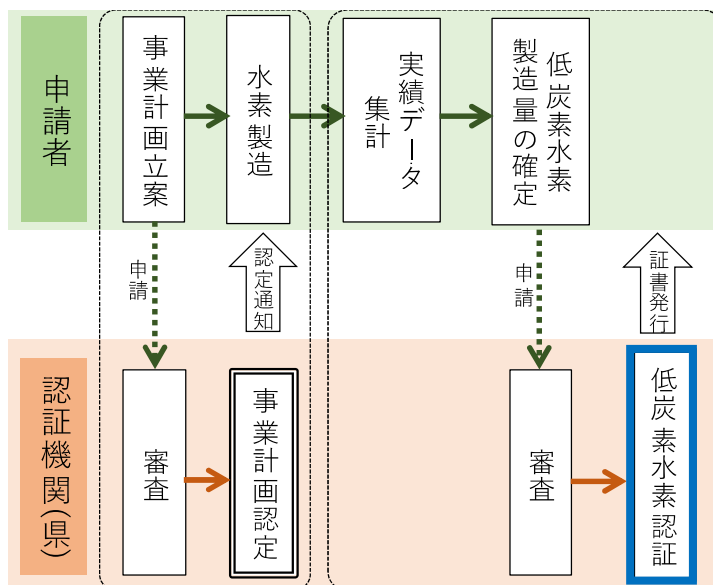 申請者
事業計画立案
水素製造
実績データ
集計
低炭素水素
製造量の確定
申請
認定通知
申請
証書発行
認証機関(県)
審査
事業計画認定
審査
低炭素水素認証